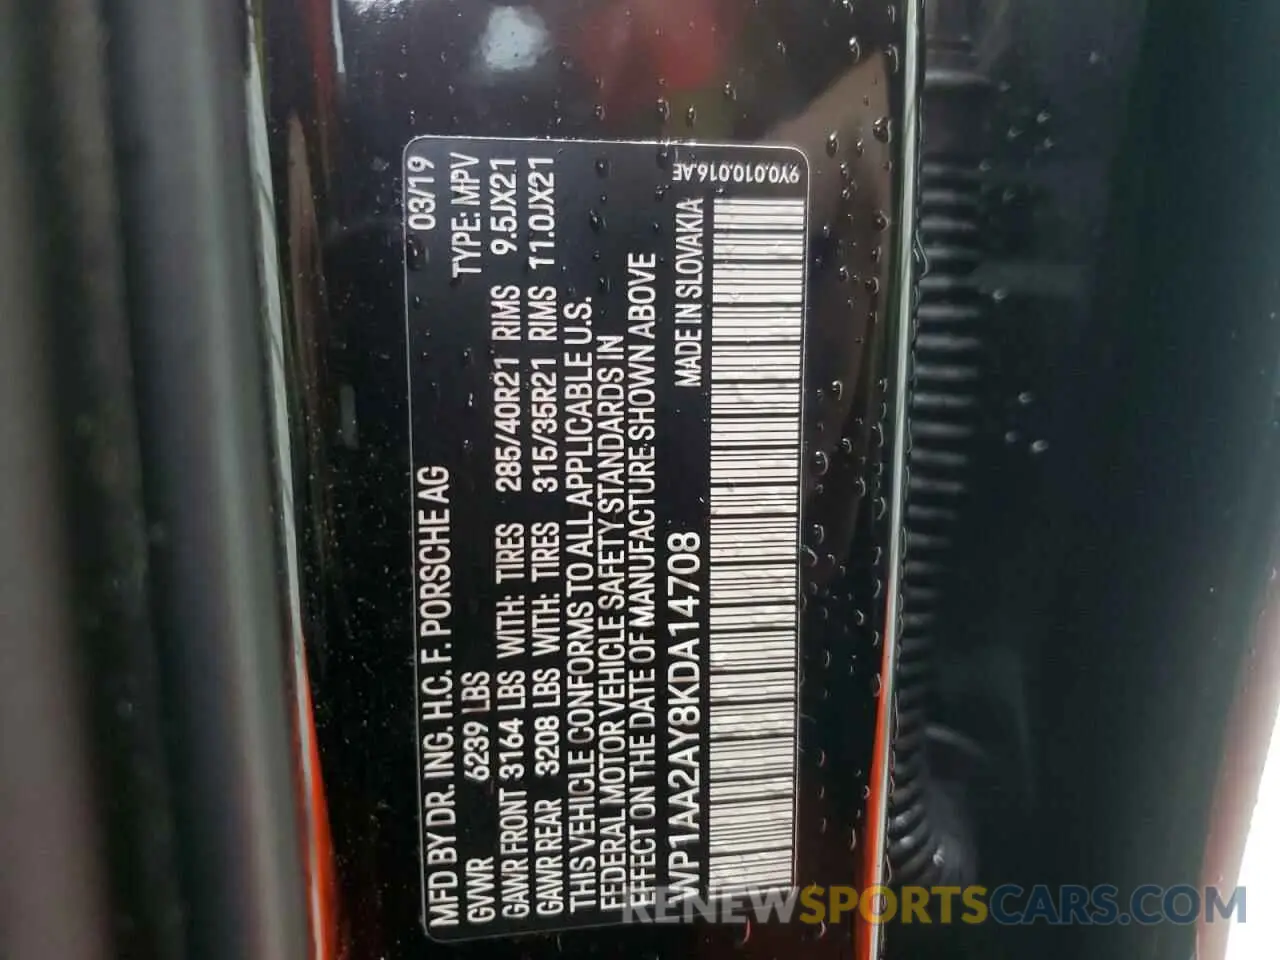 MFD BY DR. ING. H.C. F. PORSCHE AG 03/19
GVWR 6239 LBS TYPE: MPV
GAWR FRONT 3164 LBS WITH: TIRES 285/40R21 RIMS 9.5JX21
GAWR REAR 3208 LBS WITH: TIRES 315/35R21 RIMS 11.0JX21
THIS VEHICLE CONFORMS TO ALL APPLICABLE U.S.
FEDERAL MOTOR VEHICLE SAFETY STANDARDS IN
EFFECT ON THE DATE OF MANUFACTURE SHOWN ABOVE
WP1AA2AY8KDA14708 MADE IN SLOVAKIA
9Y0.010.016.AE
RENEWSPORTSCARS.COM